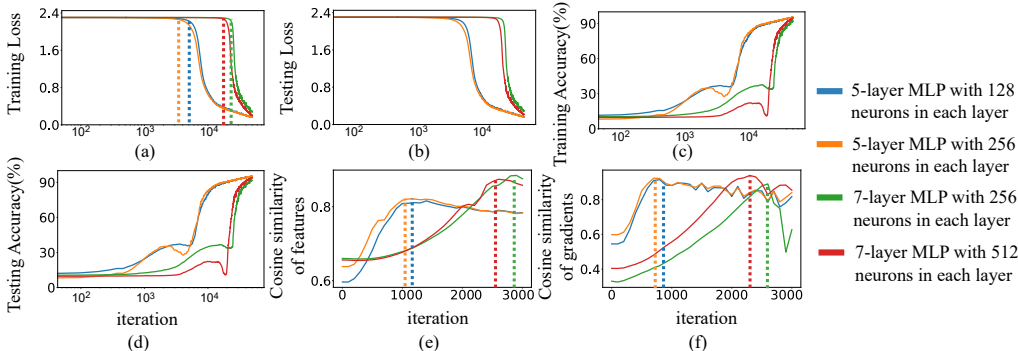 Training Loss
2.4
1.8
1.2
0.6
0.0
10²
10³
10⁴
(a)
Testing Loss
2.4
1.8
1.2
0.6
0.0
10²
10³
10⁴
(b)
Training Accuracy(%)
90
60
30
0
10²
10³
10⁴
(c)
Testing Accuracy(%)
90
60
30
0
10²
10³
10⁴
iteration
(d)
Cosine similarity
of features
0.8
0.6
0
1000
2000
3000
iteration
(e)
Cosine similarity
of gradients
0.8
0.6
0.4
0
1000
2000
3000
iteration
(f)
5-layer MLP with 128
neurons in each layer
5-layer MLP with 256
neurons in each layer
7-layer MLP with 256
neurons in each layer
7-layer MLP with 512
neurons in each layer